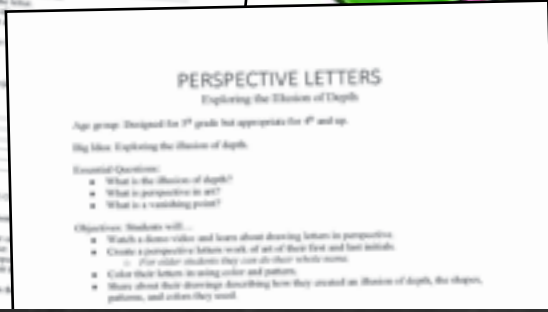 PERSPECTIVE LETTERS
Exploring the Illusion of Depth
Age group: Designed for 5th grade but appropriate for 4th and up.
Big Idea: Exploring the illusion of depth.
Essential Questions:
What is the illusion of depth?
What is perspective in art?
What is a vanishing point?
Objectives: Students will…
Watch a demo video and learn about drawing letters in perspective.
Create a perspective letters work of art of their first and last initials.
For older students they can do their whole name.
Color their letters in using color and pattern.
Share about their drawings describing how they created an illusion of depth, the shapes,
patterns, and colors they used.